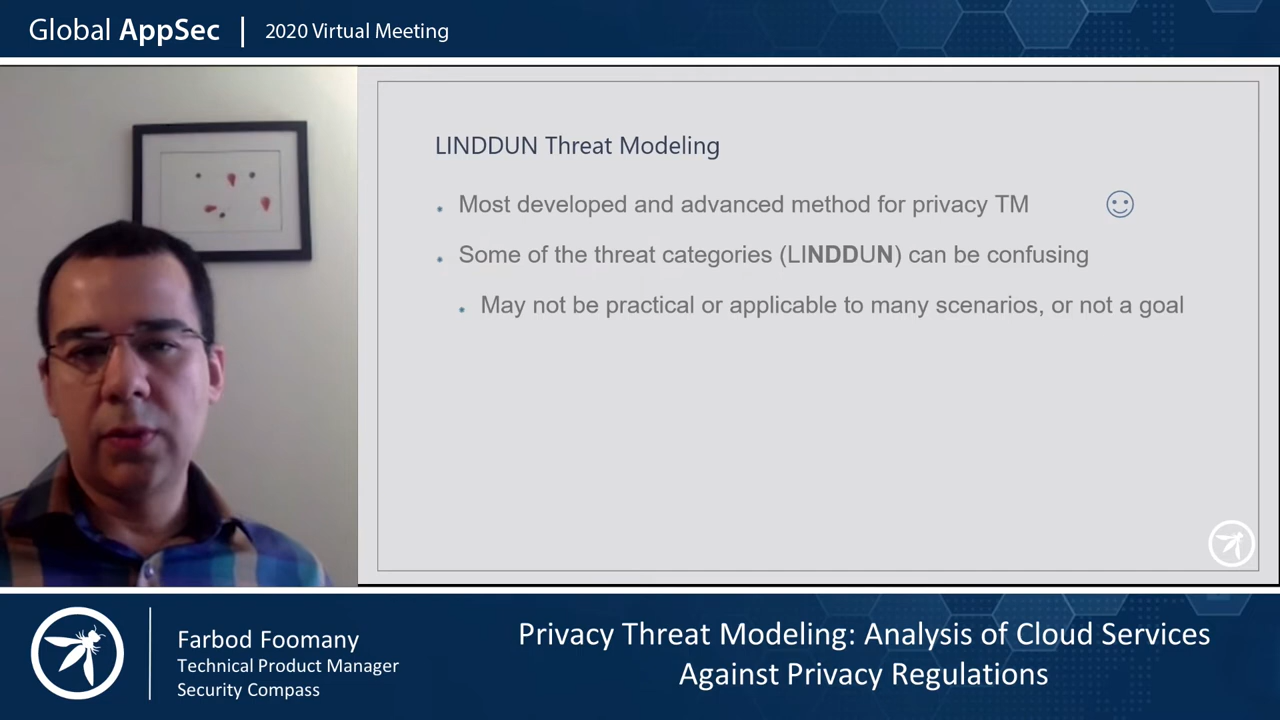 Global AppSec | 2020 Virtual Meeting
LINDDUN Threat Modeling
• Most developed and advanced method for privacy TM
• Some of the threat categories (LINDDUN) can be confusing
• May not be practical or applicable to many scenarios, or not a goal
Farbod Foomany
Technical Product Manager
Security Compass
Privacy Threat Modeling: Analysis of Cloud Services
Against Privacy Regulations